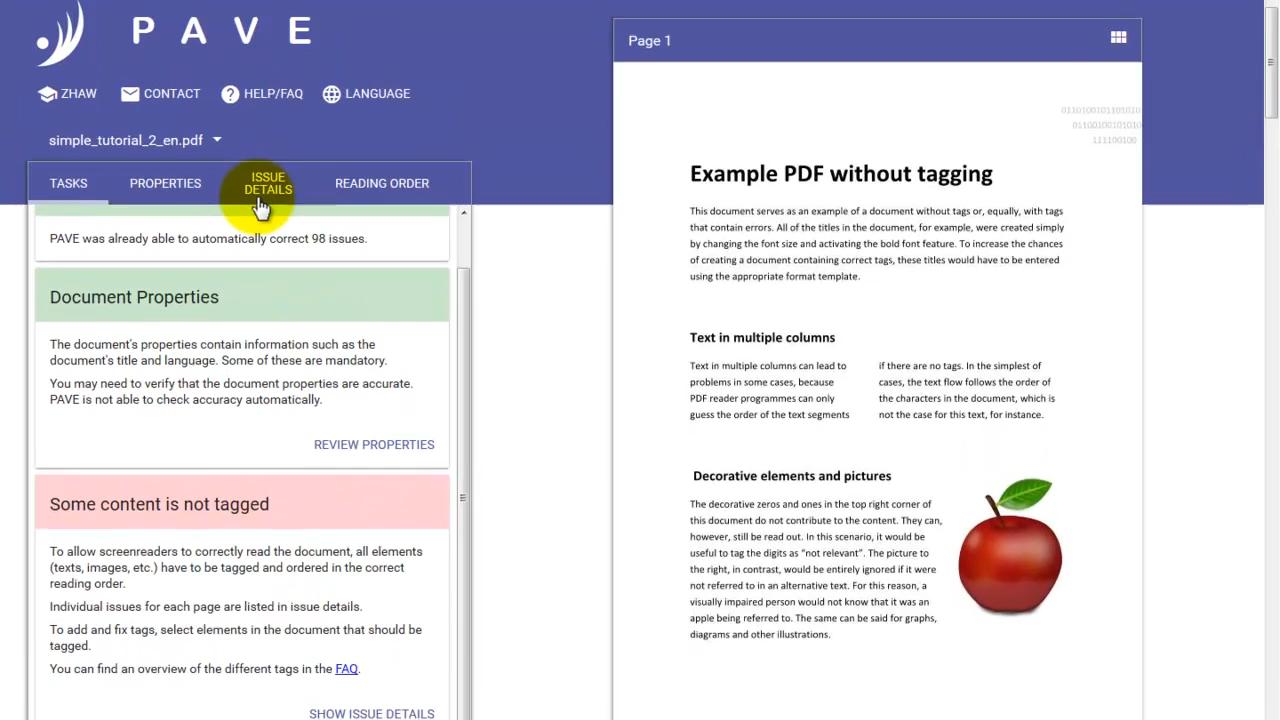 P A V E
ZHAW
CONTACT
HELP/FAQ
LANGUAGE
simple_tutorial_2_en.pdf
TASKS
PROPERTIES
ISSUE
DETAILS
READING ORDER
PAVE was already able to automatically correct 98 issues.
Document Properties
The document's properties contain information such as the
document's title and language. Some of these are mandatory.
You may need to verify that the document properties are accurate.
PAVE is not able to check accuracy automatically.
REVIEW PROPERTIES
Some content is not tagged
To allow screenreaders to correctly read the document, all elements
(texts, images, etc.) have to be tagged and ordered in the correct
reading order.
Individual issues for each page are listed in issue details.
To add and fix tags, select elements in the document that should be
tagged.
You can find an overview of the different tags in the FAQ.
SHOW ISSUE DETAILS
Page 1
0110100101101010
0110100101010
111100100
Example PDF without tagging
This document serves as an example of a document without tags or, equally, with tags
that contain errors. All of the titles in the document, for example, were created simply
by changing the font size and activating the bold font feature. To increase the chances
of creating a document containing correct tags, these titles would have to be entered
using the appropriate format template.
Text in multiple columns
Text in multiple columns can lead to
problems in some cases, because
PDF reader programmes can only
guess the order of the text segments
if there are no tags. In the simplest of
cases, the text flow follows the order of
the characters in the document, which is
not the case for this text, for instance.
Decorative elements and pictures
The decorative zeros and ones in the top right corner of
this document do not contribute to the content. They can,
however, still be read out. In this scenario, it would be
useful to tag the digits as “not relevant”. The picture to
the right, in contrast, would be entirely ignored if it were
not referred to in an alternative text. For this reason, a
visually impaired person would not know that it was an
apple being referred to. The same can be said for graphs,
diagrams and other illustrations.